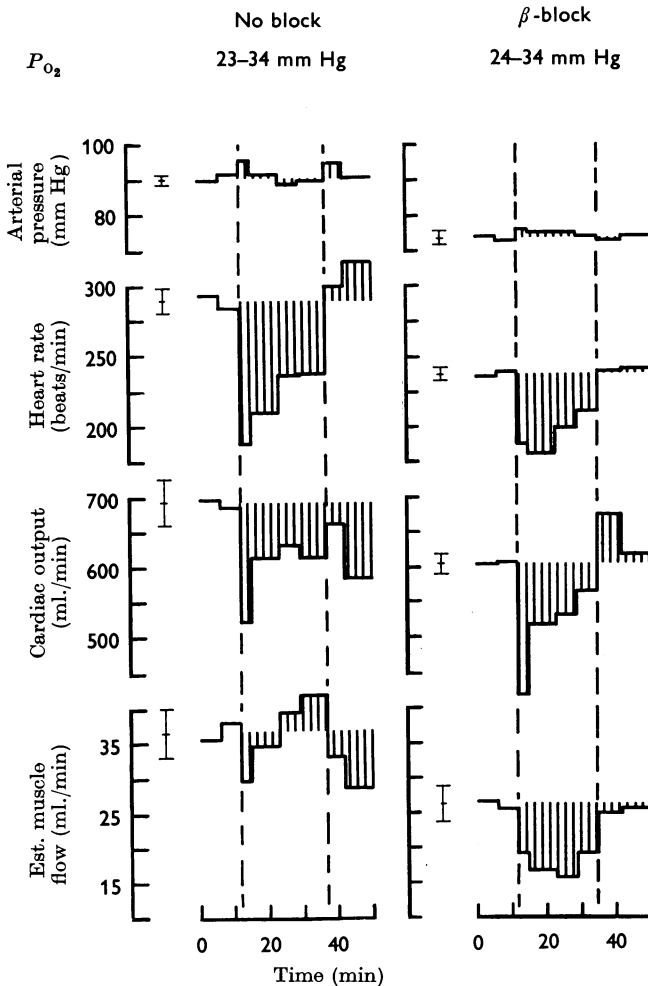 No block
β-block
P O2
23–34 mm Hg
24–34 mm Hg
Arterial
pressure
(mm Hg)
100
80
Heart rate
(beats/min)
300
250
200
Cardiac output
(ml./min)
700
600
500
Est. muscle
flow (ml./min)
35
25
15
0 20 40
0 20 40
Time (min)